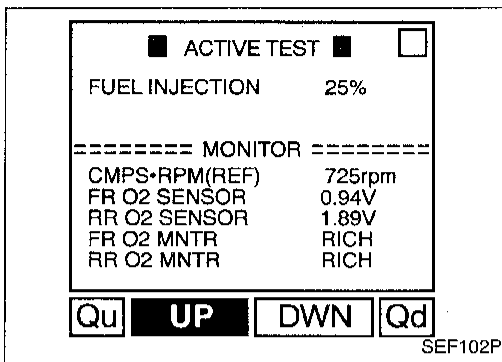 ■ ACTIVE TEST ■
FUEL INJECTION 25%
======== MONITOR ========
CMPS•RPM(REF) 725rpm
FR O2 SENSOR 0.94V
RR O2 SENSOR 1.89V
FR O2 MNTR RICH
RR O2 MNTR RICH
Qu UP DWN Qd
SEF102P